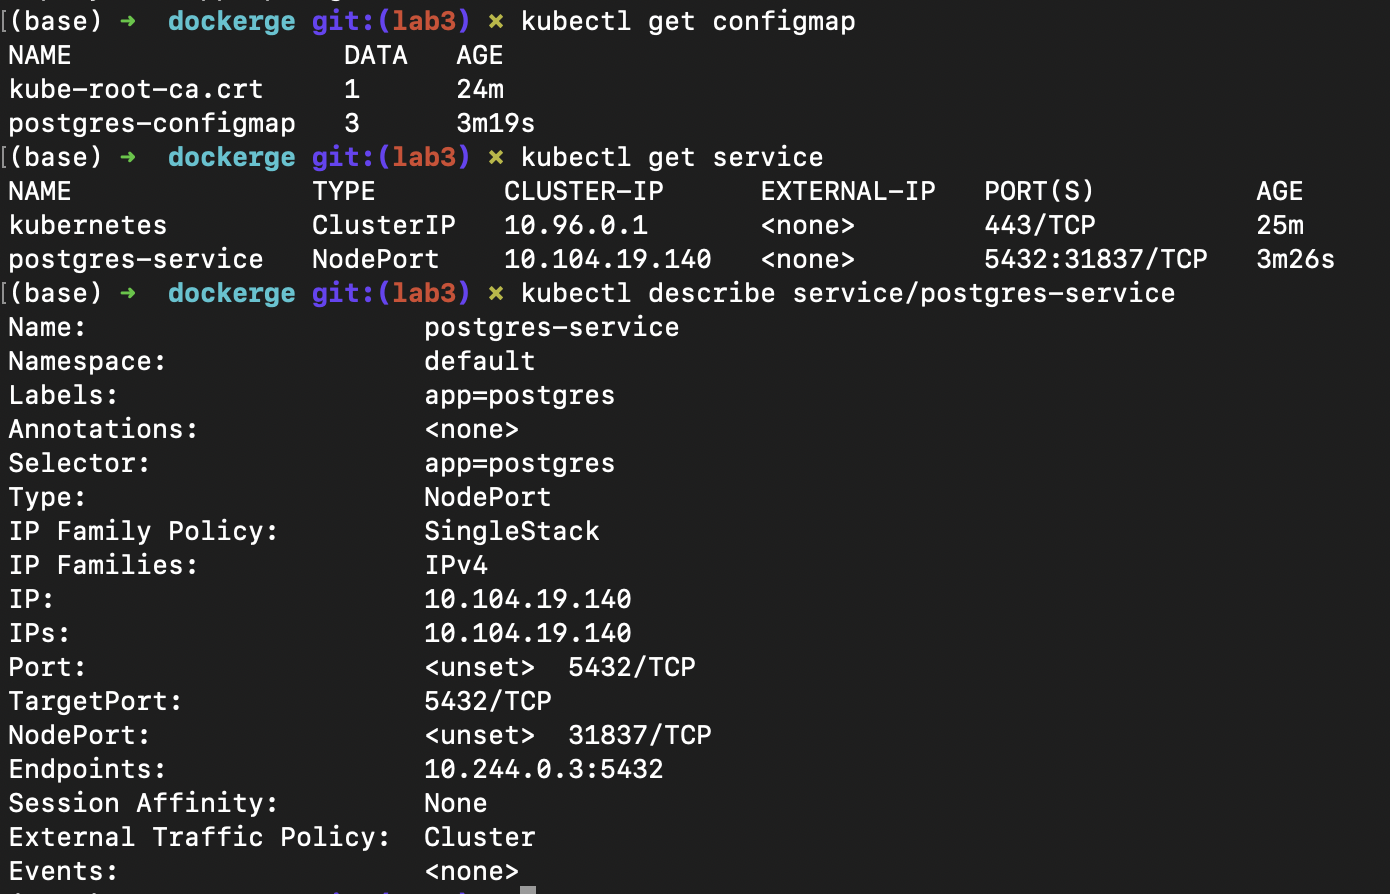 [(base) ➜  dockerge git:(lab3) ✗ kubectl get configmap
NAME                 DATA   AGE
kube-root-ca.crt     1      24m
postgres-configmap   3      3m19s
[(base) ➜  dockerge git:(lab3) ✗ kubectl get service
NAME               TYPE        CLUSTER-IP      EXTERNAL-IP   PORT(S)          AGE
kubernetes         ClusterIP   10.96.0.1       <none>        443/TCP          25m
postgres-service   NodePort    10.104.19.140   <none>        5432:31837/TCP   3m26s
[(base) ➜  dockerge git:(lab3) ✗ kubectl describe service/postgres-service
Name:                     postgres-service
Namespace:                default
Labels:                   app=postgres
Annotations:              <none>
Selector:                 app=postgres
Type:                     NodePort
IP Family Policy:         SingleStack
IP Families:              IPv4
IP:                       10.104.19.140
IPs:                      10.104.19.140
Port:                     <unset>  5432/TCP
TargetPort:               5432/TCP
NodePort:                 <unset>  31837/TCP
Endpoints:                10.244.0.3:5432
Session Affinity:         None
External Traffic Policy:  Cluster
Events:                   <none>